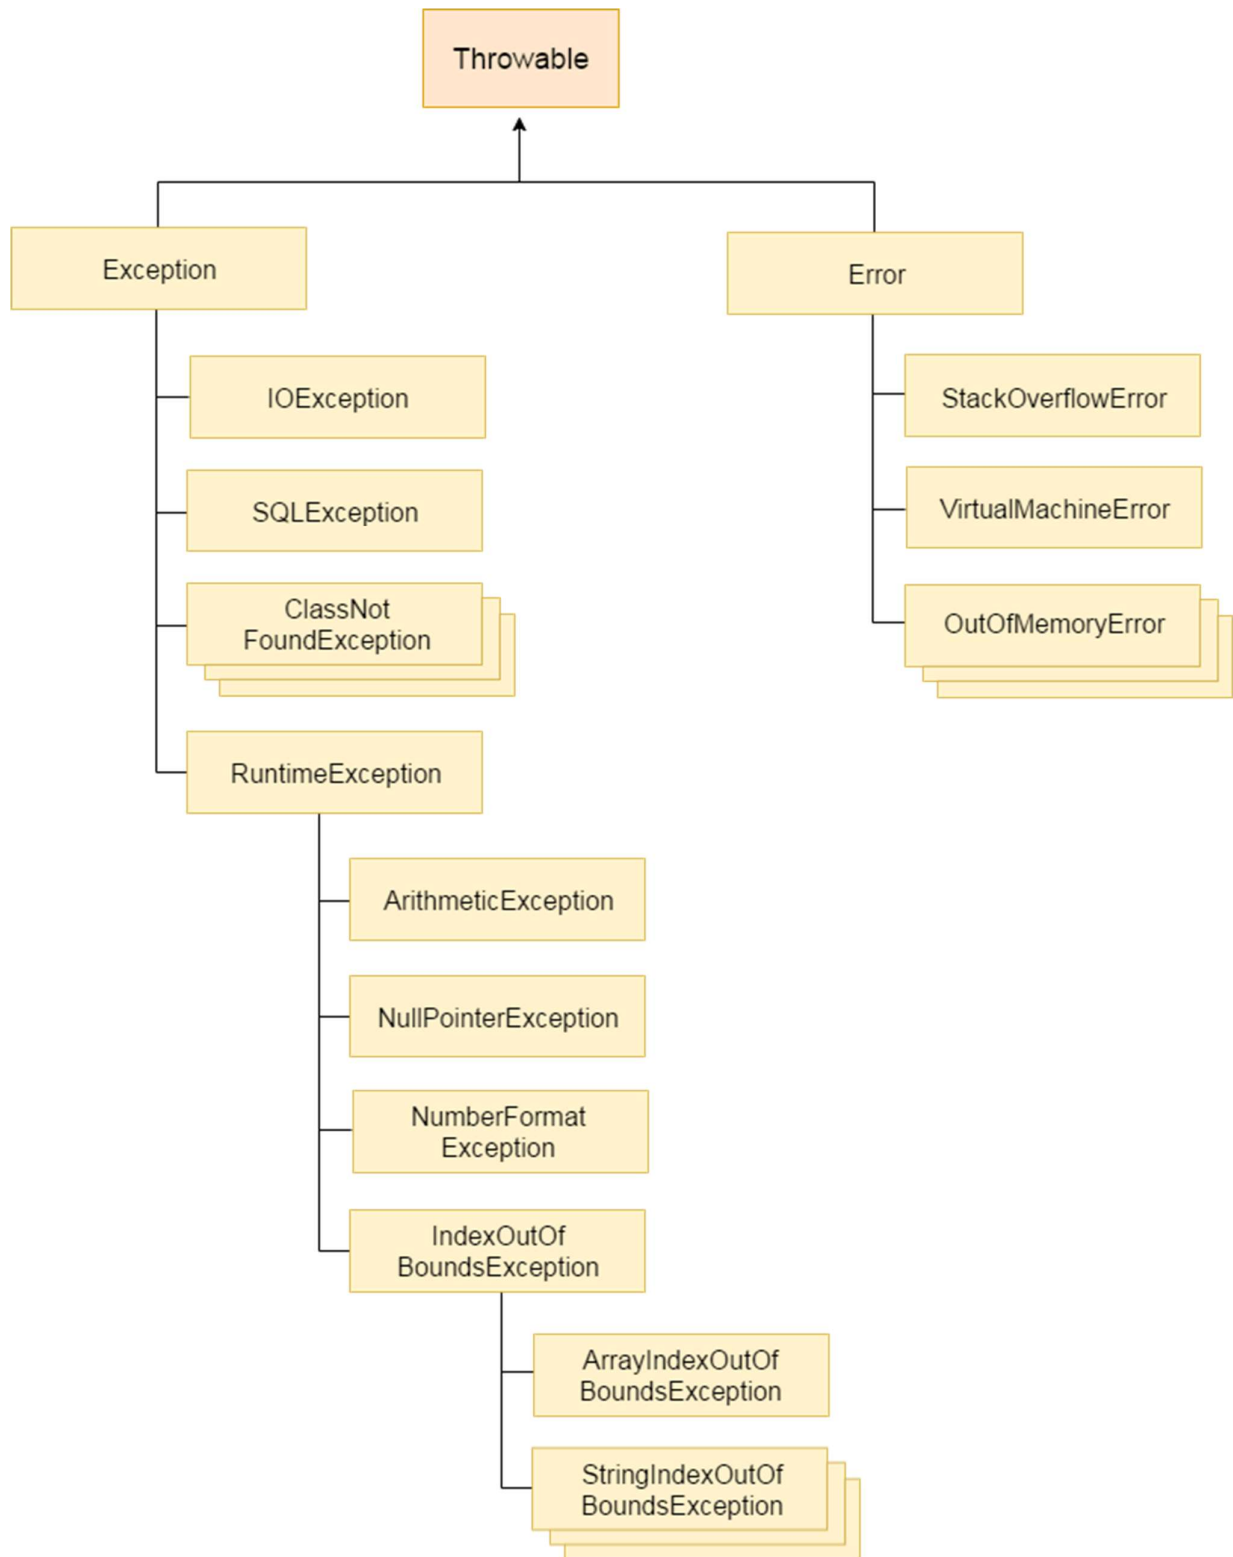 Throwable
Exception
Error
IOException
StackOverflowError
SQLException
VirtualMachineError
ClassNot
FoundException
OutOfMemoryError
RuntimeException
ArithmeticException
NullPointerException
NumberFormat
Exception
IndexOutOf
BoundsException
ArrayIndexOutOf
BoundsException
StringIndexOutOf
BoundsException